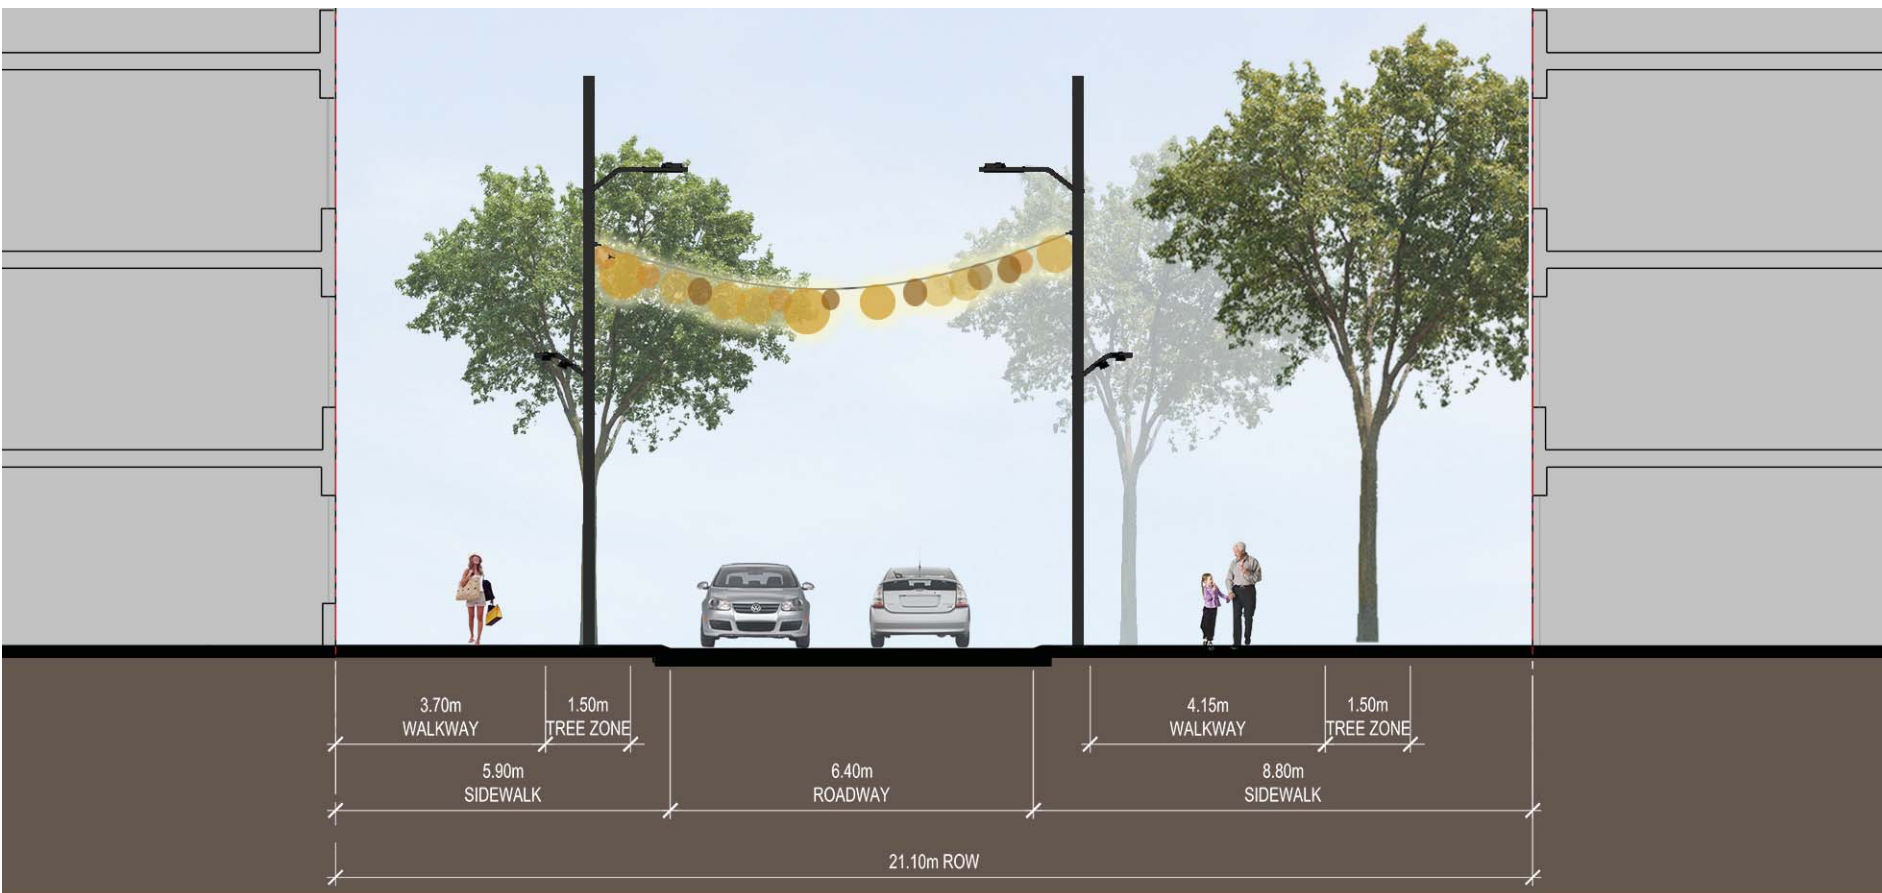 3.70m
WALKWAY
1.50m
TREE ZONE
4.15m
WALKWAY
1.50m
TREE ZONE
5.90m
SIDEWALK
6.40m
ROADWAY
8.80m
SIDEWALK
21.10m ROW